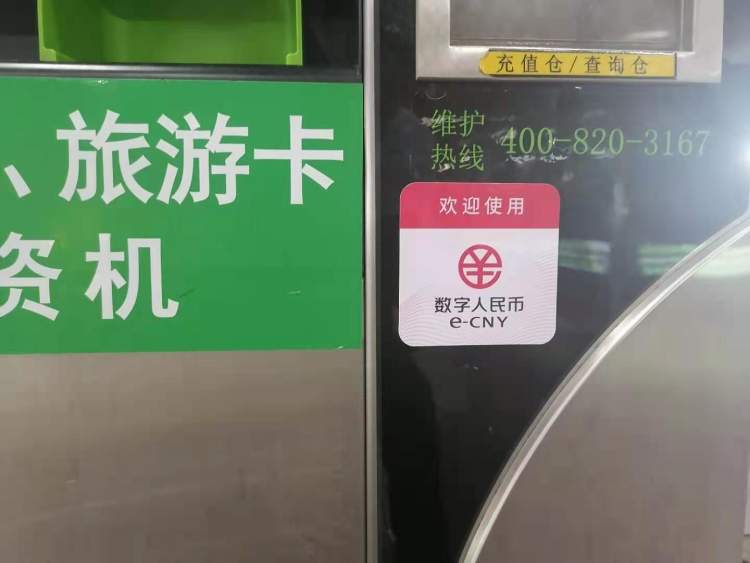 充值仓/查询仓
、旅游卡
资机
维护
热线 400-820-3167
欢迎使用
数字人民币
e-CNY